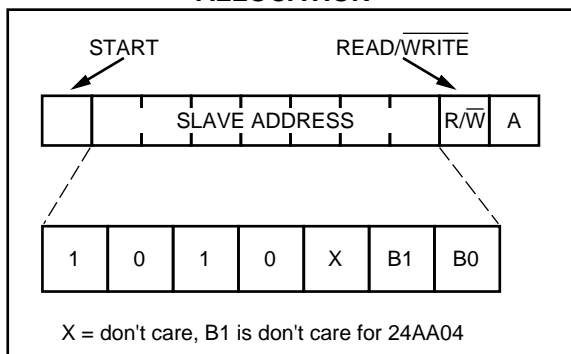 START READ/WRITE
SLAVE ADDRESS R/W A
1 0 1 0 X B1 B0
X = don't care, B1 is don't care for 24AA04